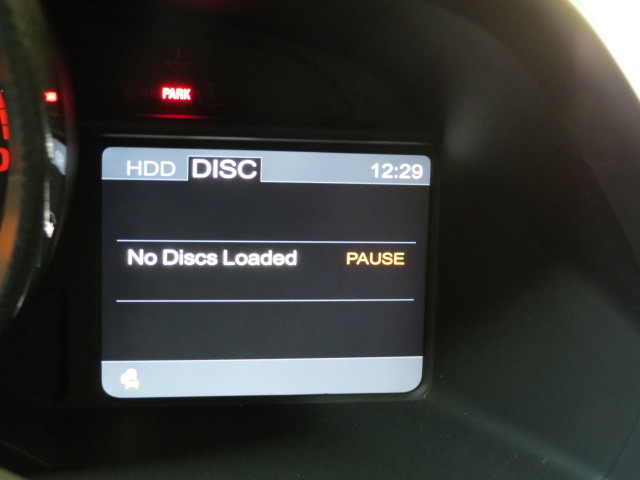 PARK
HDD DISC 12:29
No Discs Loaded PAUSE